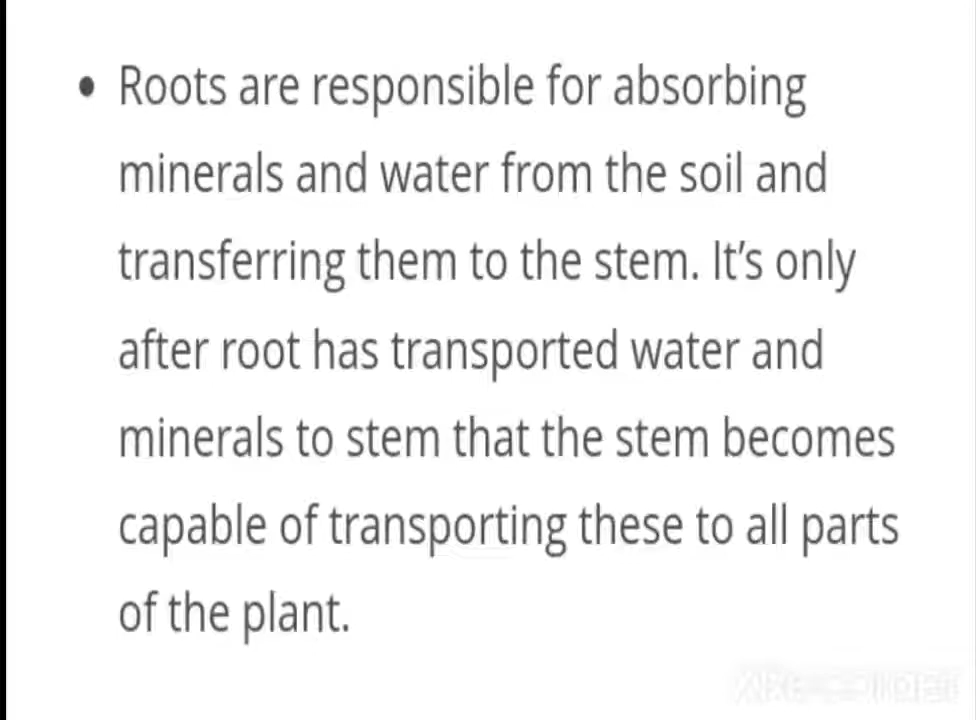 • Roots are responsible for absorbing
minerals and water from the soil and
transferring them to the stem. It’s only
after root has transported water and
minerals to stem that the stem becomes
capable of transporting these to all parts
of the plant.